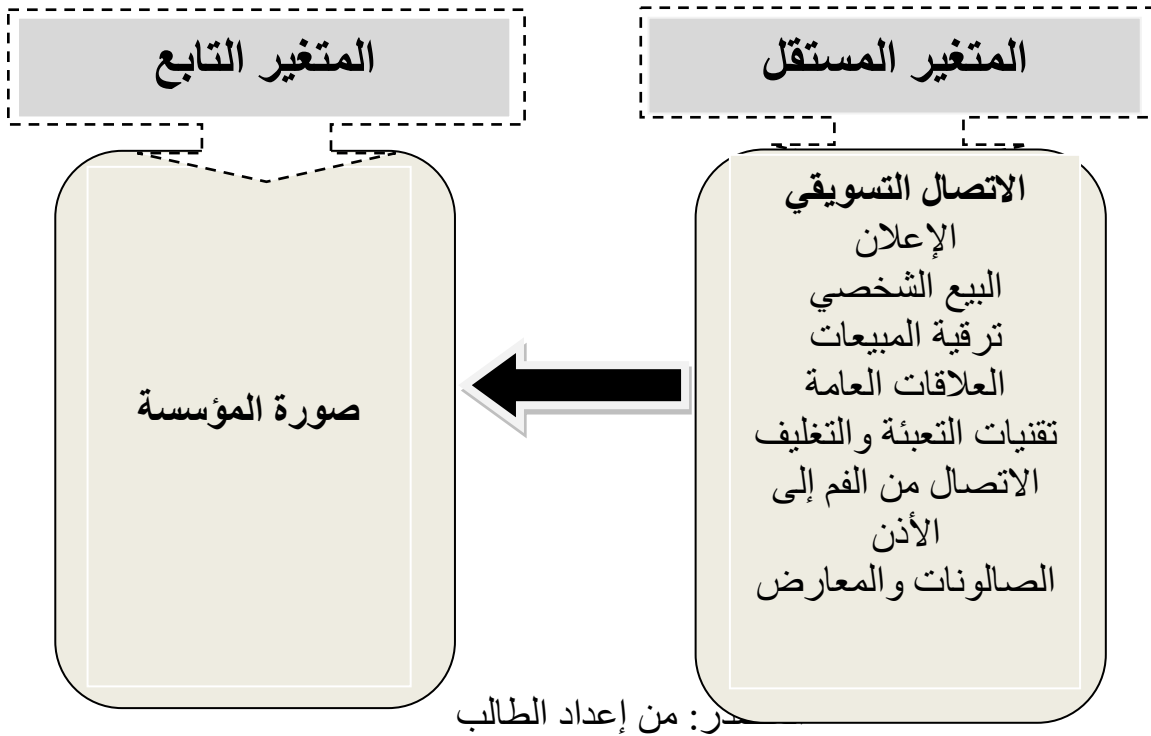 المتغير المستقل
المتغير التابع
الاتصال التسويقي
الإعلان
البيع الشخصي
ترقية المبيعات
العلاقات العامة
تقنيات التعبئة والتغليف
الاتصال من الفم إلى
الأذن
الصالونات والمعارض
صورة المؤسسة
من إعداد الطالب